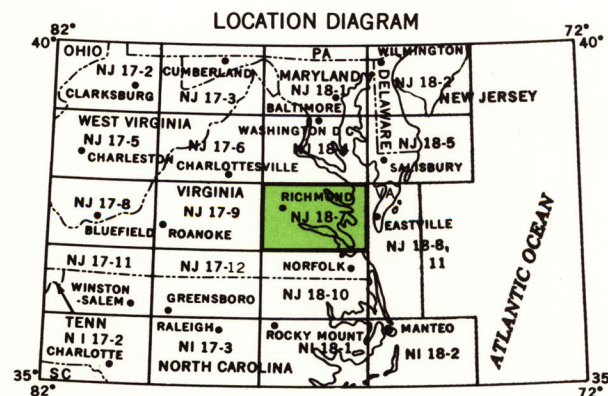 LOCATION DIAGRAM
82°
72°
40°
40°
OHIO
NJ 17-2
CLARKSBURG
CUMBERLAND
NJ 17-3
PA
MARYLAND
NJ 18-1
BALTIMORE
WILMINGTON
NJ 18-2
DELAWARE
NEW JERSEY
WEST VIRGINIA
NJ 17-5
CHARLESTON
NJ 17-6
CHARLOTTESVILLE
WASHINGTON D C
NJ 18-4
NJ 18-5
SALISBURY
NJ 17-8
BLUEFIELD
VIRGINIA
NJ 17-9
ROANOKE
RICHMOND
NJ 18-7
VA
EASTVILLE
NJ 18-8,
11
NJ 17-11
WINSTON
-SALEM
NJ 17-12
GREENSBORO
NORFOLK
NJ 18-10
ATLANTIC OCEAN
TENN
NI 17-2
CHARLOTTE
SC
RALEIGH
NI 17-3
NORTH CAROLINA
ROCKY MOUNT
NI 18-1
MANTEO
NI 18-2
35°
35°
82°
72°